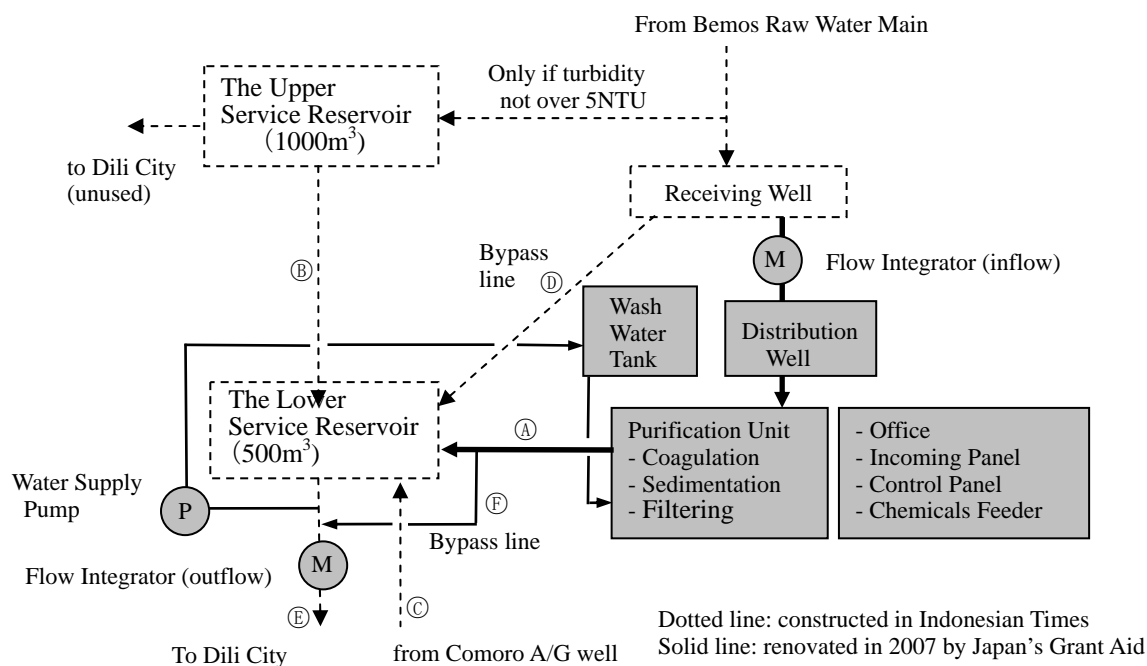 From Bemos Raw Water Main
Only if turbidity
not over 5NTU
The Upper
Service Reservoir
（1000m³）
to Dili City
(unused)
Receiving Well
Bypass
line
Ⓓ
Ⓑ
M
Flow Integrator (inflow)
Wash
Water
Tank
Distribution
Well
The Lower
Service Reservoir
(500m³）
Ⓐ
Purification Unit
- Coagulation
- Sedimentation
- Filtering
- Office
- Incoming Panel
- Control Panel
- Chemicals Feeder
Water Supply
Pump
P
Ⓕ
Bypass line
M
Flow Integrator (outflow)
Ⓔ
Ⓒ
To Dili City
from Comoro A/G well
Dotted line: constructed in Indonesian Times
Solid line: renovated in 2007 by Japan's Grant Aid